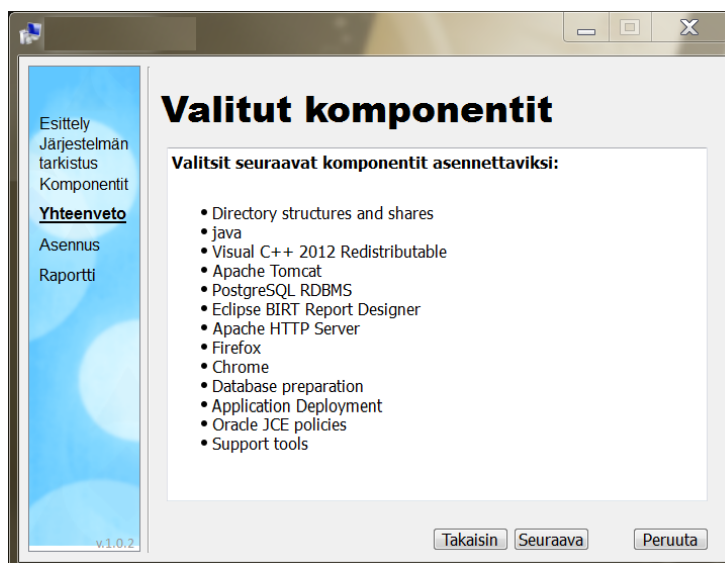 Esittely
Järjestelmän
tarkistus
Komponentit
Yhteenveto
Asennus
Raportti
v.1.0.2
Valitut komponentit
Valitsit seuraavat komponentit asennettaviksi:
• Directory structures and shares
• java
• Visual C++ 2012 Redistributable
• Apache Tomcat
• PostgreSQL RDBMS
• Eclipse BIRT Report Designer
• Apache HTTP Server
• Firefox
• Chrome
• Database preparation
• Application Deployment
• Oracle JCE policies
• Support tools
Takaisin Seuraava Peruuta